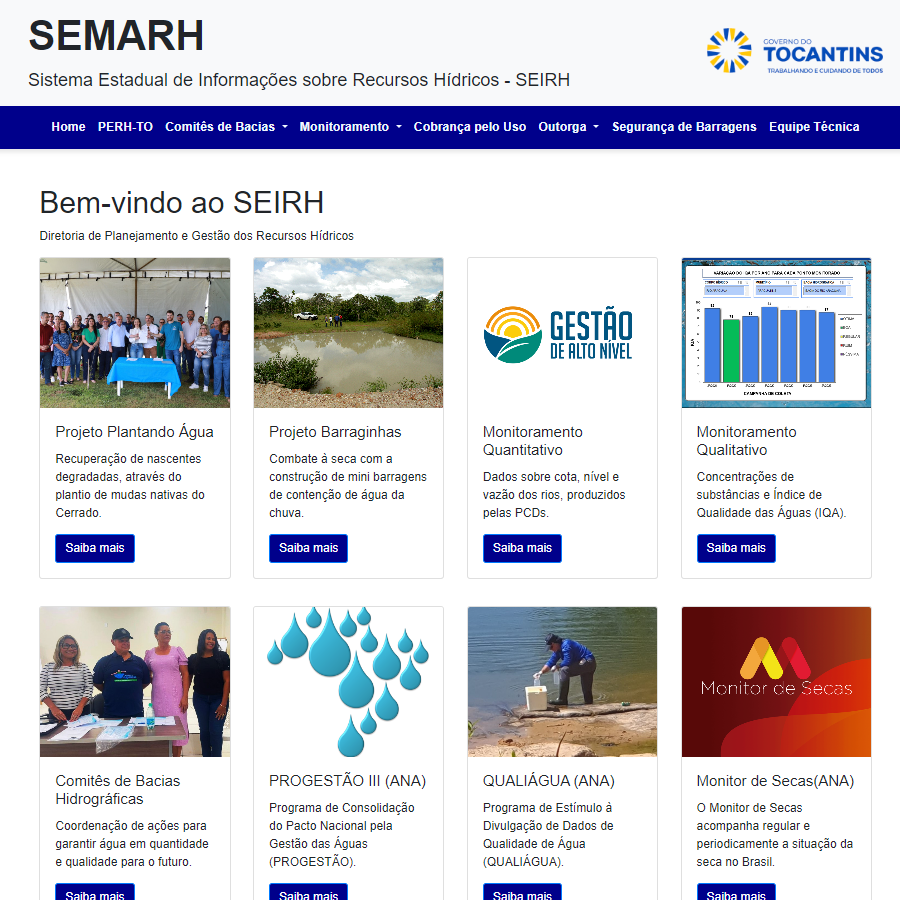 SEMARH
Sistema Estadual de Informações sobre Recursos Hídricos - SEIRH
GOVERNO DO
TOCANTINS
TRABALHANDO E CUIDANDO DE TODOS
Home PERH-TO Comitês de Bacias Monitoramento Cobrança pelo Uso Outorga Segurança de Barragens Equipe Técnica
Bem-vindo ao SEIRH
Diretoria de Planejamento e Gestão dos Recursos Hídricos
GESTÃO
DE ALTO NÍVEL
CAMPANHA DE COLETA
Projeto Plantando Água
Recuperação de nascentes
degradadas, através do
plantio de mudas nativas do
Cerrado.
Saiba mais
Projeto Barraginhas
Combate à seca com a
construção de mini barragens
de contenção de água da
chuva.
Saiba mais
Monitoramento
Quantitativo
Dados sobre cota, nível e
vazão dos rios, produzidos
pelas PCDs.
Saiba mais
Monitoramento
Qualitativo
Concentrações de
substâncias e Índice de
Qualidade das Águas (IQA).
Saiba mais
Monitor de Secas
Comitês de Bacias
Hidrográficas
Coordenação de ações para
garantir água em quantidade
e qualidade para o futuro.
Saiba mais
PROGESTÃO III (ANA)
Programa de Consolidação
do Pacto Nacional pela
Gestão das Águas
(PROGESTÃO).
Saiba mais
QUALIÁGUA (ANA)
Programa de Estímulo à
Divulgação de Dados de
Qualidade de Água
(QUALIÁGUA).
Saiba mais
Monitor de Secas(ANA)
O Monitor de Secas
acompanha regular e
periodicamente a situação da
seca no Brasil.
Saiba mais